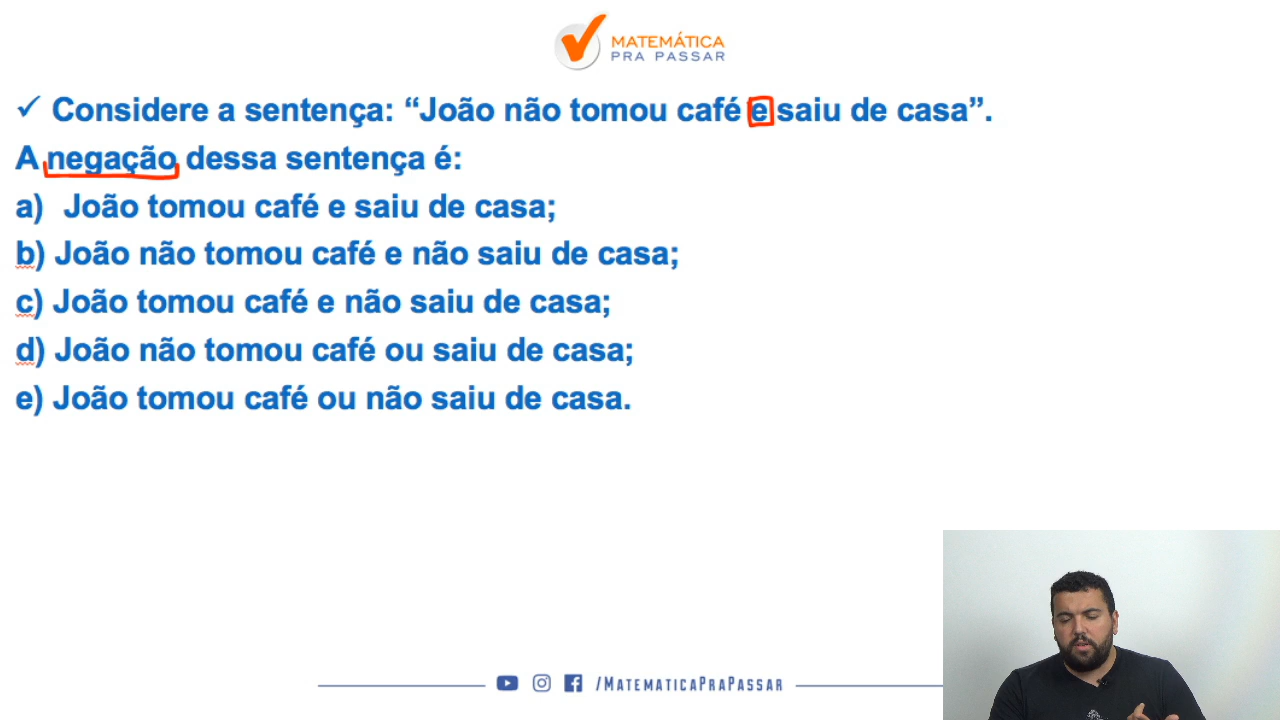 MATEMÁTICA
PRA PASSAR
✓ Considere a sentença: “João não tomou café e saiu de casa”.
A negação dessa sentença é:
a) João tomou café e saiu de casa;
b) João não tomou café e não saiu de casa;
c) João tomou café e não saiu de casa;
d) João não tomou café ou saiu de casa;
e) João tomou café ou não saiu de casa.
/MATEMATICAPRAPASSAR